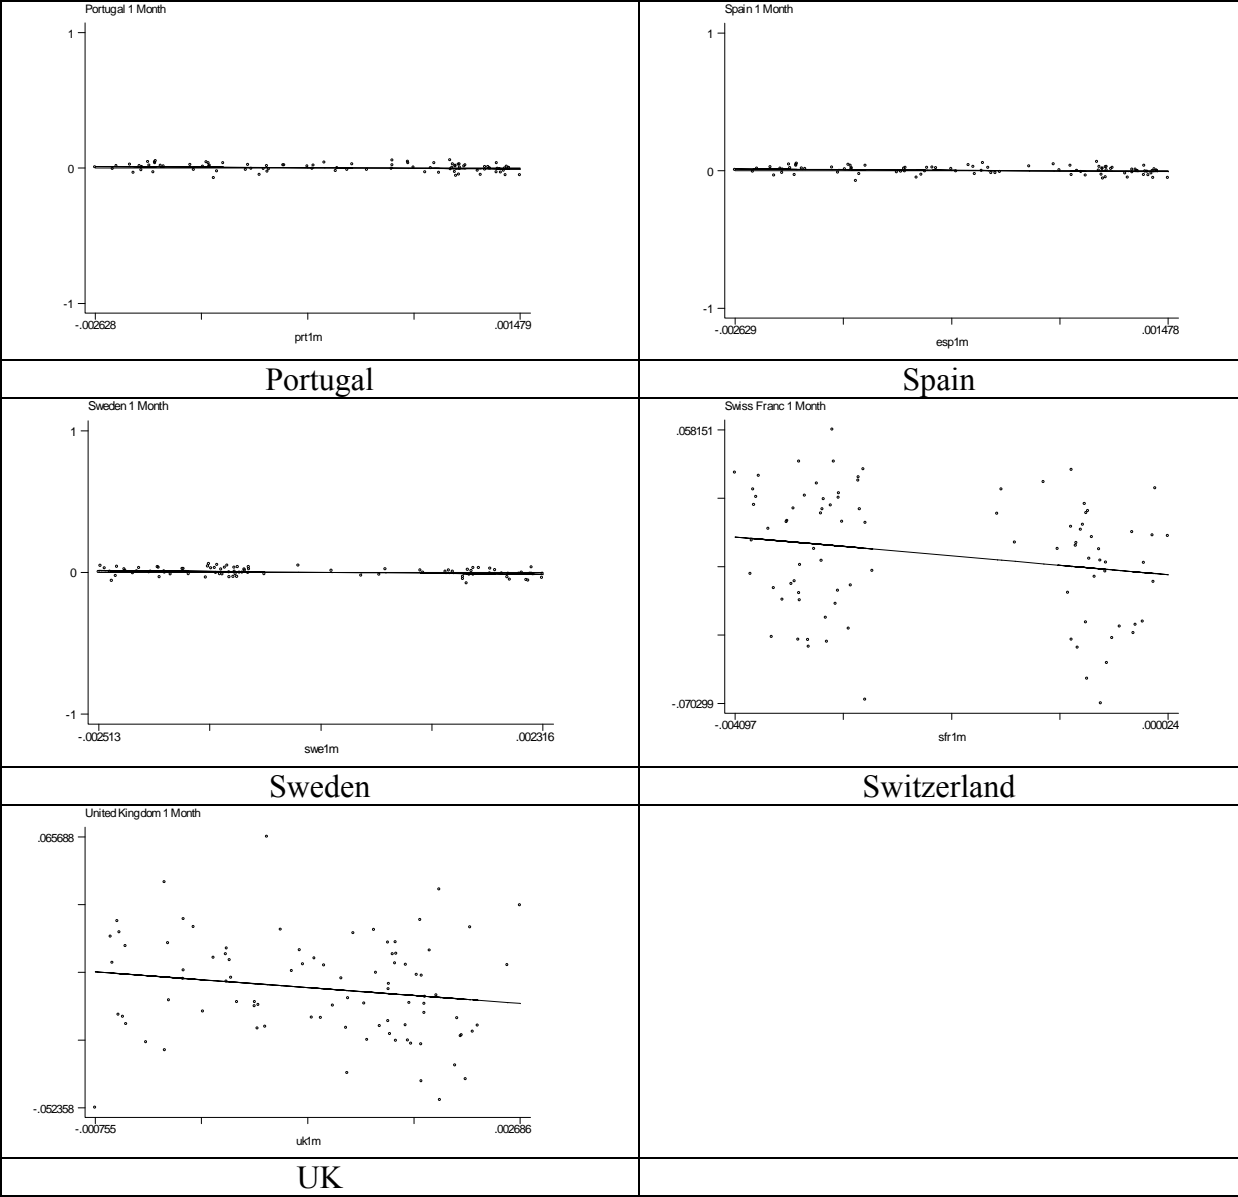 Portugal 1 Month
1
0
-1
-.002628
.001479
prt1m
Portugal
Spain 1 Month
1
0
-1
-.002629
.001478
esp1m
Spain
Sweden 1 Month
1
0
-1
-.002513
.002316
swe1m
Sweden
Swiss Franc 1 Month
.058151
-.070299
-.004097
.000024
sfr1m
Switzerland
United Kingdom 1 Month
.065688
-.052358
-.000755
.002686
uk1m
UK